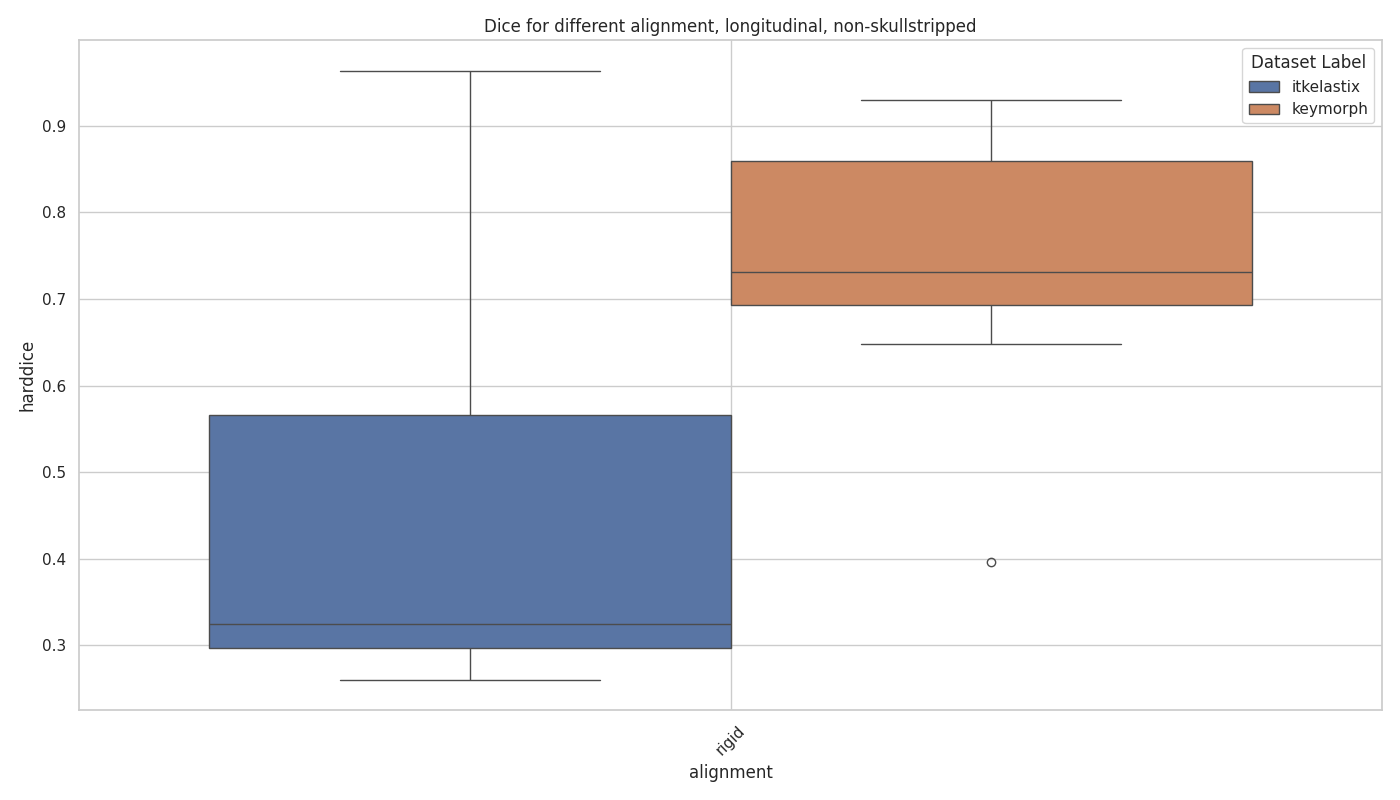 Dice for different alignment, longitudinal, non-skullstripped
Dataset Label
itkelastix
keymorph
0.9
0.8
0.7
0.6
0.5
0.4
0.3
harddice
rigid
alignment